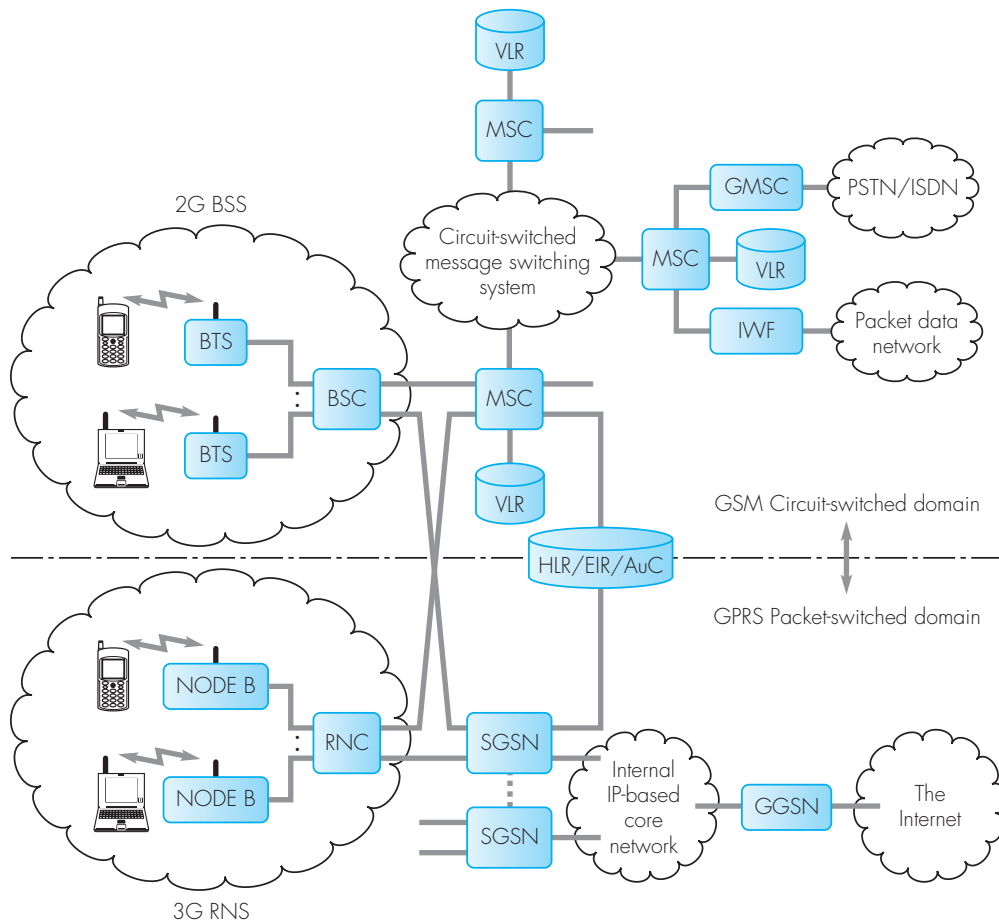 VLR
MSC
GMSC
PSTN/ISDN
2G BSS
Circuit-switched
message switching
system
MSC
VLR
BTS
IWF
Packet data
network
BSC
MSC
BTS
VLR
GSM Circuit-switched domain
HLR/EIR/AuC
GPRS Packet-switched domain
NODE B
RNC
SGSN
NODE B
Internal
IP-based
core
network
GGSN
The
Internet
SGSN
3G RNS